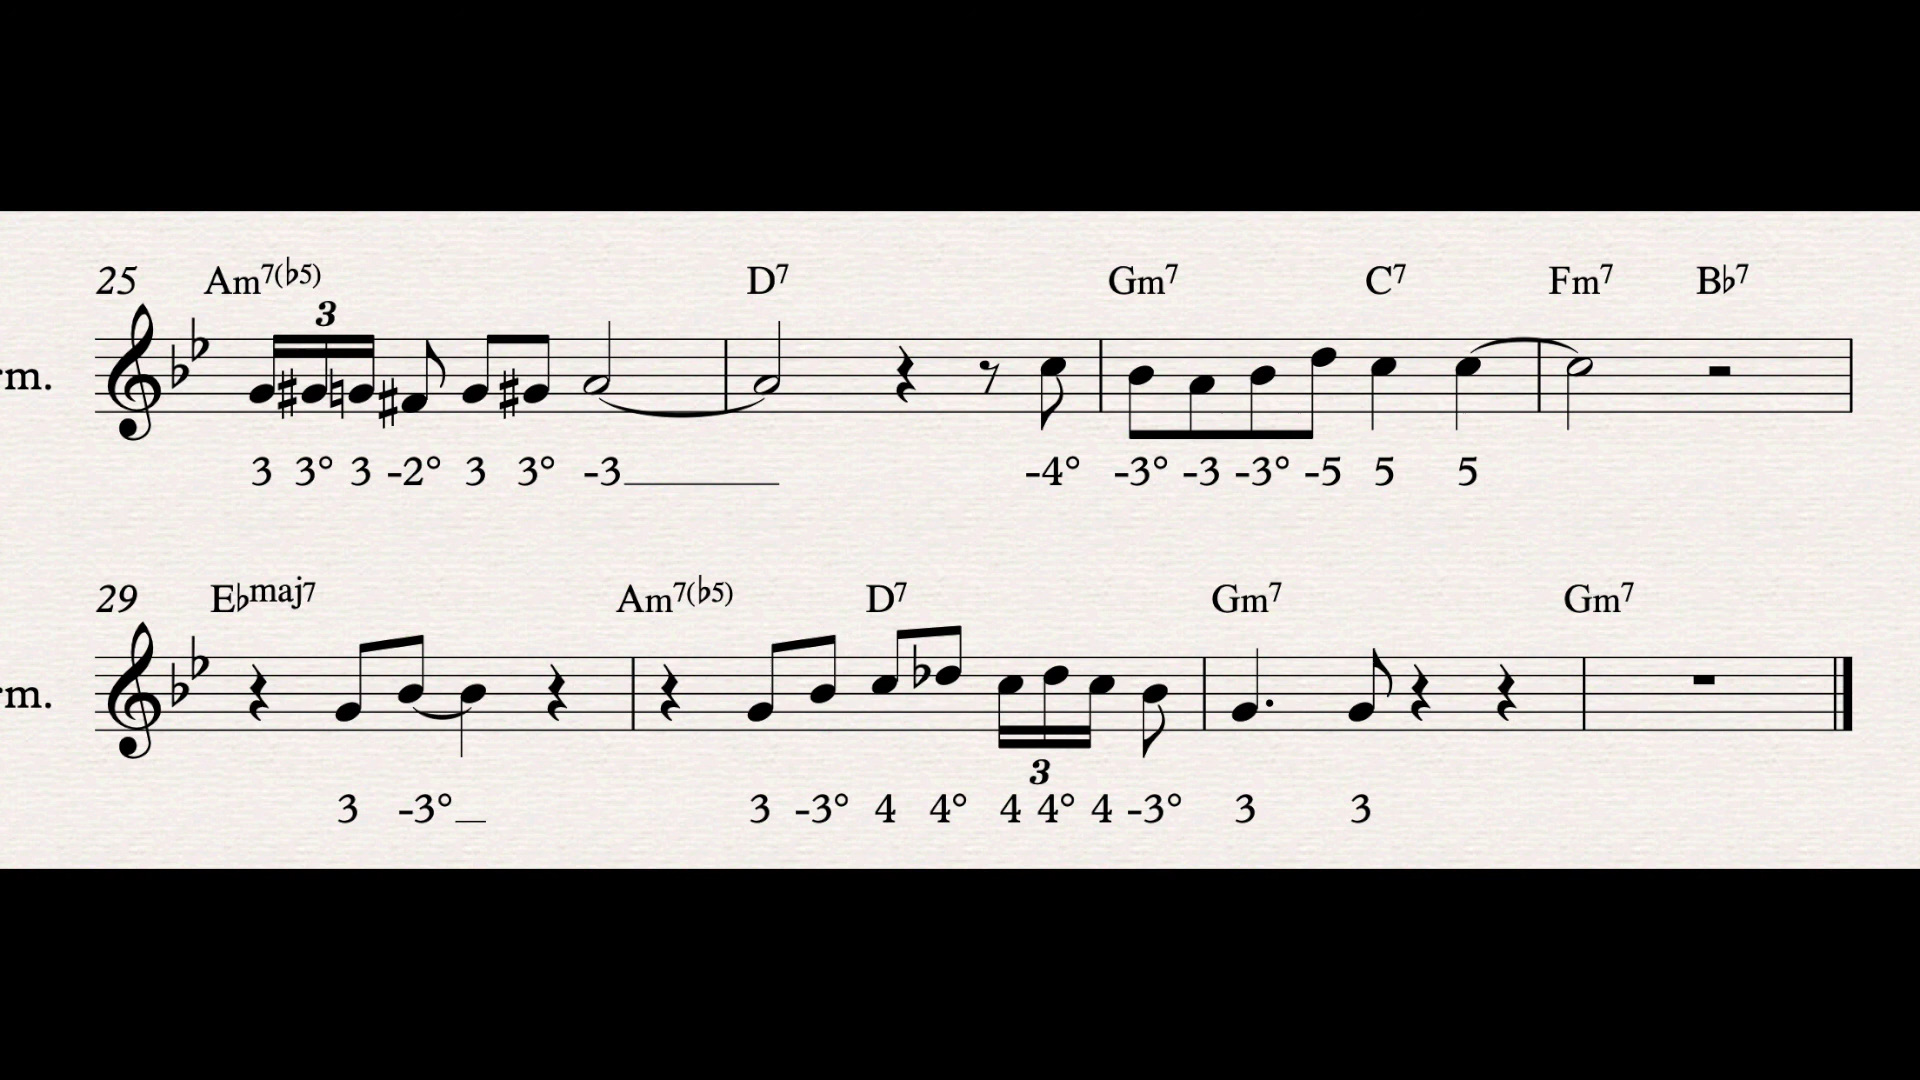 25 Am7(♭5) D7 Gm7 C7 Fm7 B♭7
3
rm.
3 3° 3 -2° 3 3° -3 -4° -3° -3 -3° -5 5 5
29 E♭maj7 Am7(♭5) D7 Gm7 Gm7
rm.
3
3 -3° 3 -3° 4 4° 4 4° 4 -3° 3 3